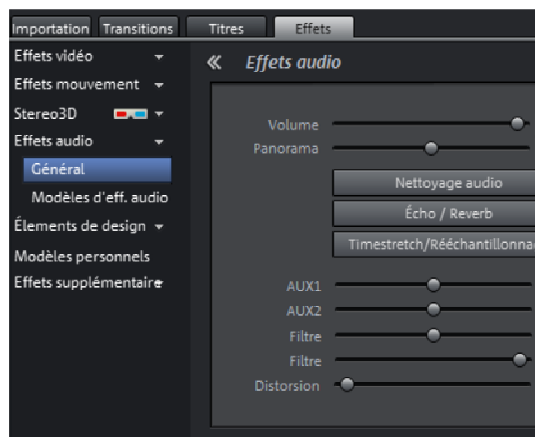 Importation Transitions Titres Effets
Effets vidéo
Effets mouvement
Stereo3D
Effets audio
Général
Modèles d'eff. audio
Élements de design
Modèles personnels
Effets supplémentaire
« Effets audio
Volume
Panorama
Nettoyage audio
Écho / Reverb
Timestretch/Rééchantillonna
AUX1
AUX2
Filtre
Filtre
Distorsion